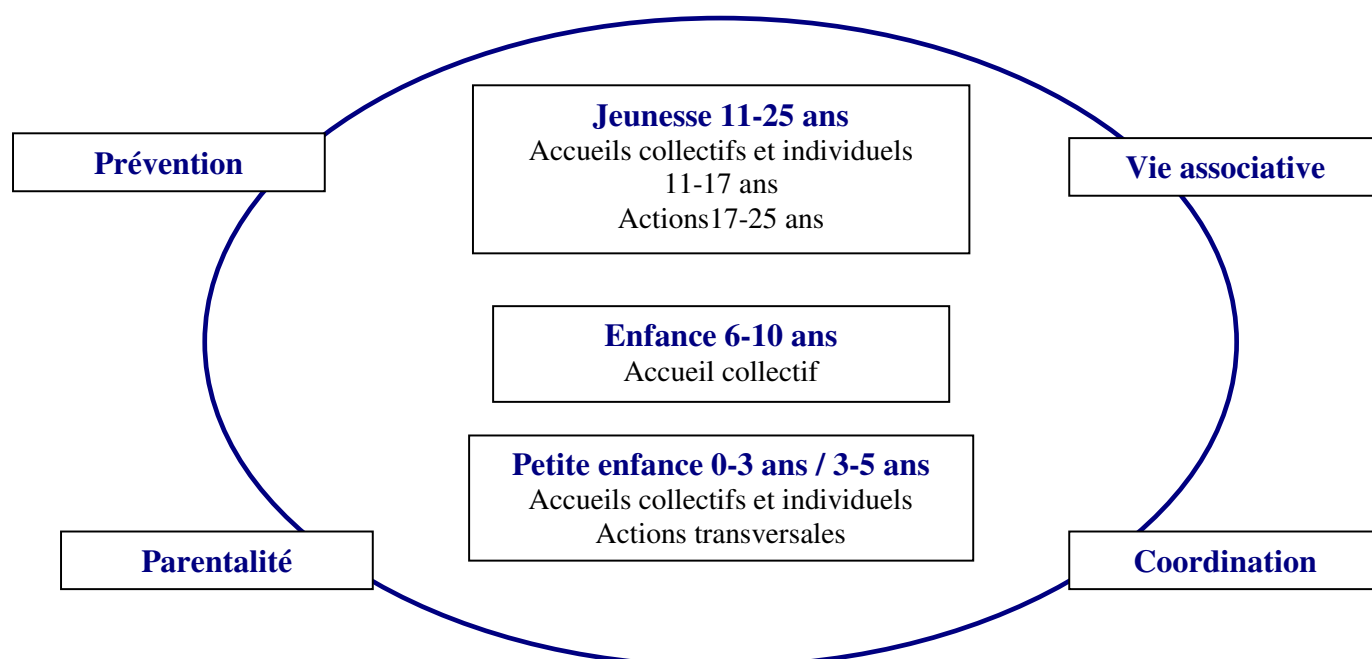 Jeunesse 11-25 ans
Accueils collectifs et individuels
11-17 ans
Actions17-25 ans
Prévention
Vie associative
Enfance 6-10 ans
Accueil collectif
Petite enfance 0-3 ans / 3-5 ans
Accueils collectifs et individuels
Actions transversales
Parentalité
Coordination